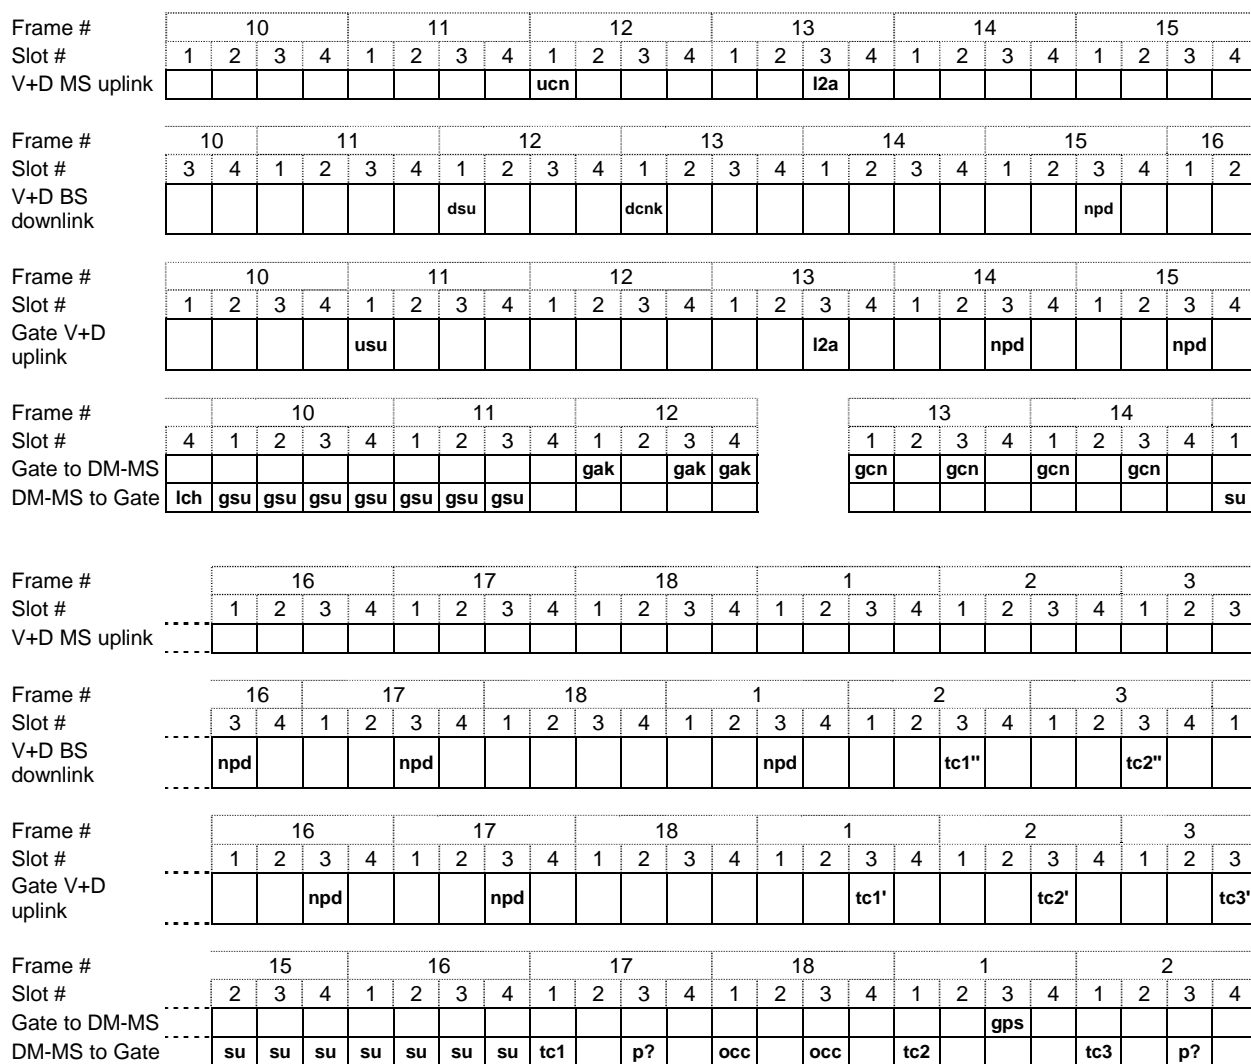 Frame # 10 11 12 13 14 15
Slot # 1 2 3 4 1 2 3 4 1 2 3 4 1 2 3 4 1 2 3 4 1 2 3 4
V+D MS uplink ucn l2a
Frame # 10 11 12 13 14 15 16
Slot # 3 4 1 2 3 4 1 2 3 4 1 2 3 4 1 2 3 4 1 2 3 4 1 2
V+D BS
downlink dsu dcnk npd
Frame # 10 11 12 13 14 15
Slot # 1 2 3 4 1 2 3 4 1 2 3 4 1 2 3 4 1 2 3 4 1 2 3 4
Gate V+D
uplink usu l2a npd npd
Frame # 10 11 12 13 14
Slot # 4 1 2 3 4 1 2 3 4 1 2 3 4 1 2 3 4 1 2 3 4 1
Gate to DM-MS gak gak gak gcn gcn gcn gcn
DM-MS to Gate lch gsu gsu gsu gsu gsu gsu gsu su
Frame # 16 17 18 1 2 3
Slot # 1 2 3 4 1 2 3 4 1 2 3 4 1 2 3 4 1 2 3 4 1 2 3
V+D MS uplink
Frame # 16 17 18 1 2 3
Slot # 3 4 1 2 3 4 1 2 3 4 1 2 3 4 1 2 3 4 1 2 3 4 1
V+D BS
downlink npd npd npd tc1" tc2"
Frame # 16 17 18 1 2 3
Slot # 1 2 3 4 1 2 3 4 1 2 3 4 1 2 3 4 1 2 3 4 1 2 3
Gate V+D
uplink npd npd tc1' tc2' tc3'
Frame # 15 16 17 18 1 2
Slot # 2 3 4 1 2 3 4 1 2 3 4 1 2 3 4 1 2 3 4 1 2 3 4
Gate to DM-MS gps
DM-MS to Gate su su su su su su su tc1 p? occ occ tc2 tc3 p?